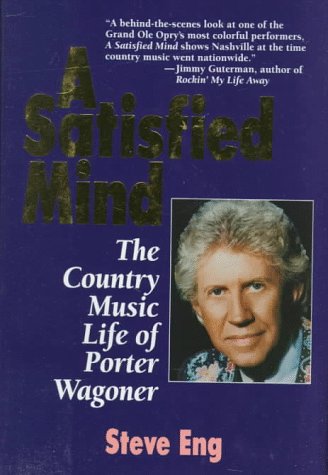 "A behind-the-scenes look at one of the
Grand Ole Opry's most colorful performers,
A Satisfied Mind shows Nashville at the time
country music went nationwide."
—Jimmy Guterman, author of
Rockin' My Life Away
A
Satisfied
Mind
The
Country
Music
Life of
Porter
Wagoner
Steve Eng